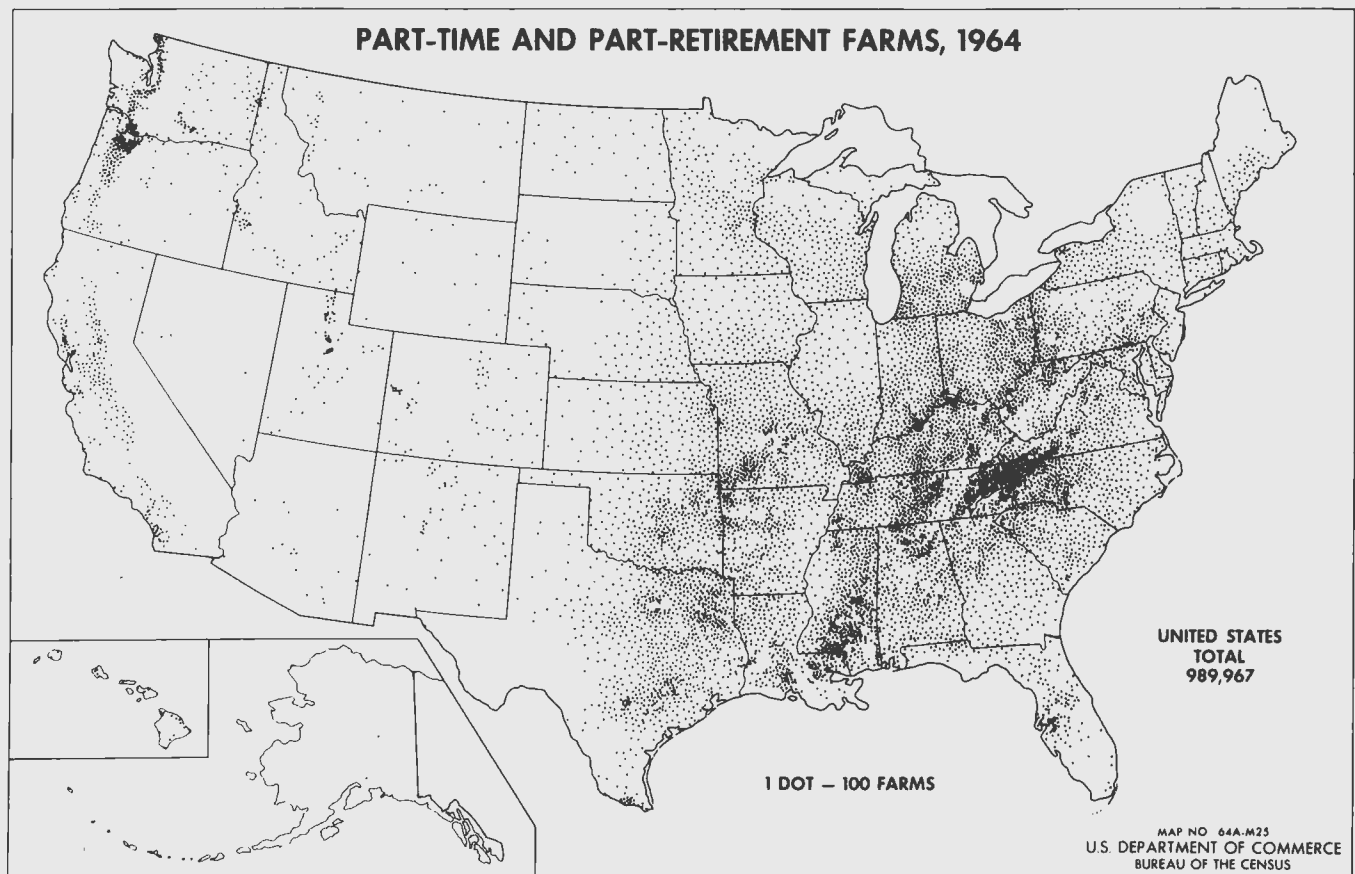 PART-TIME AND PART-RETIREMENT FARMS, 1964
UNITED STATES
TOTAL
989,967
1 DOT — 100 FARMS
MAP NO 64A-M25
U.S. DEPARTMENT OF COMMERCE
BUREAU OF THE CENSUS